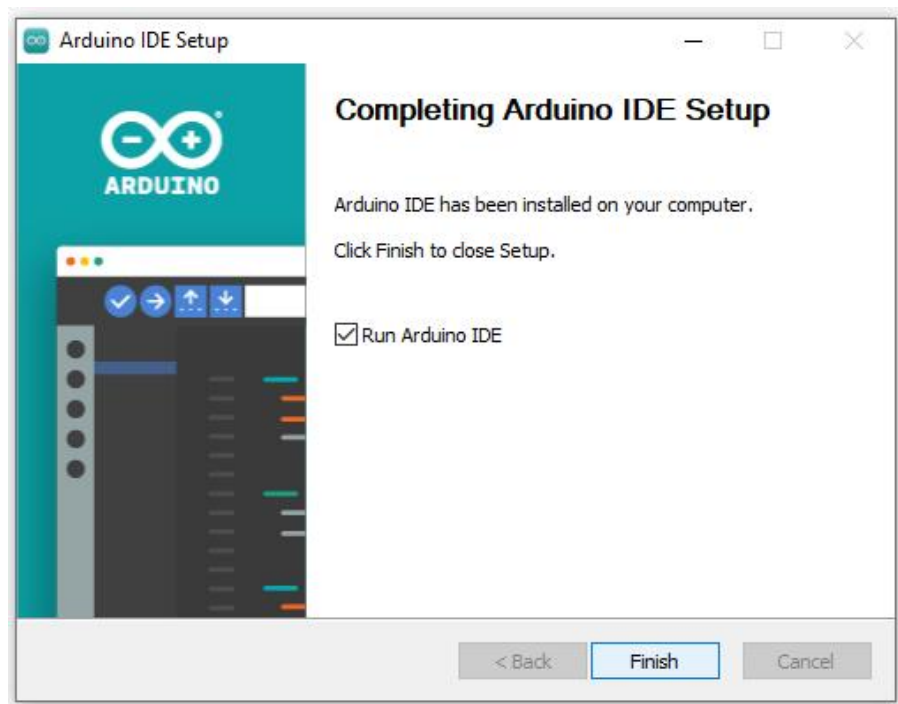 Arduino IDE Setup
ARDUINO
Completing Arduino IDE Setup
Arduino IDE has been installed on your computer.
Click Finish to close Setup.
Run Arduino IDE
< Back
Finish
Cancel